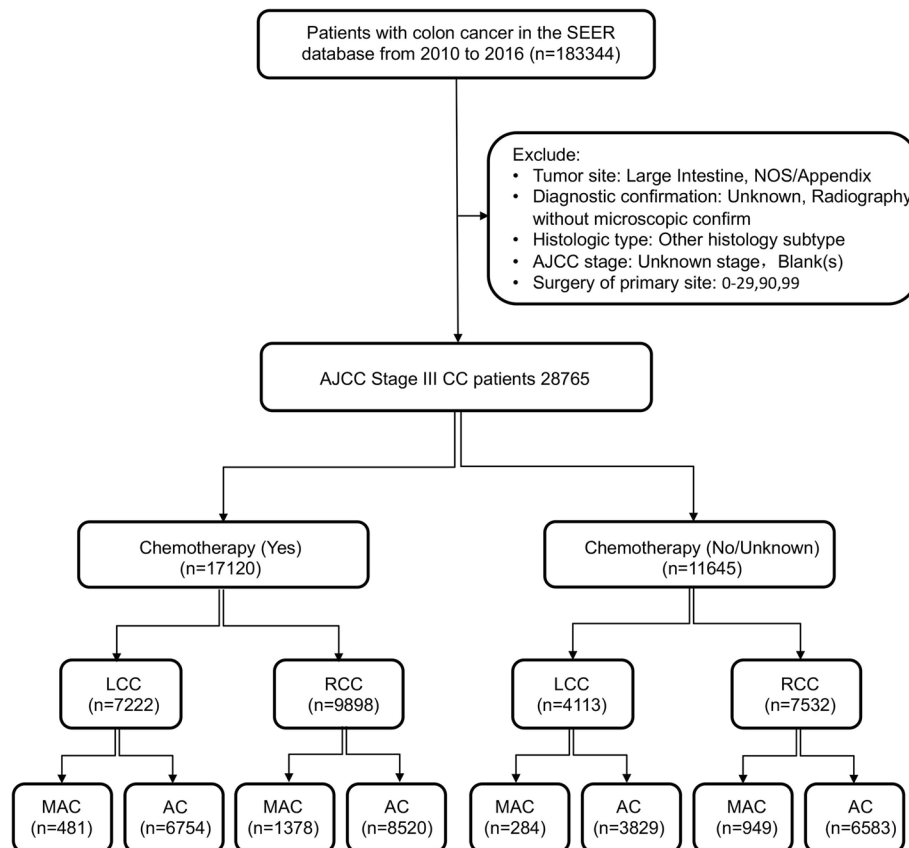 Patients with colon cancer in the SEER
database from 2010 to 2016 (n=183344)
Exclude:
• Tumor site: Large Intestine, NOS/Appendix
• Diagnostic confirmation: Unknown, Radiography
without microscopic confirm
• Histologic type: Other histology subtype
• AJCC stage: Unknown stage，Blank(s)
• Surgery of primary site: 0-29,90,99
AJCC Stage III CC patients 28765
Chemotherapy (Yes)
(n=17120)
Chemotherapy (No/Unknown)
(n=11645)
LCC
(n=7222)
RCC
(n=9898)
LCC
(n=4113)
RCC
(n=7532)
MAC
(n=481)
AC
(n=6754)
MAC
(n=1378)
AC
(n=8520)
MAC
(n=284)
AC
(n=3829)
MAC
(n=949)
AC
(n=6583)